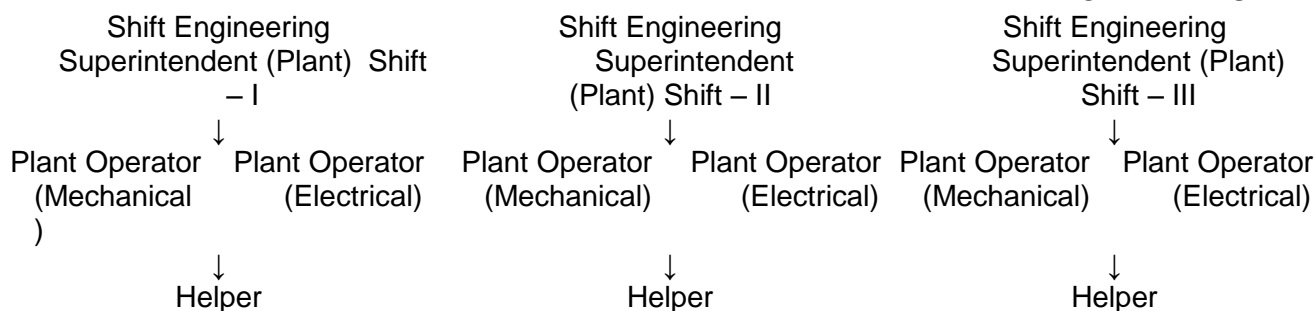 Shift Engineering
Superintendent (Plant) Shift
– I
↓
Plant Operator
(Mechanical
)
Plant Operator
(Electrical)
↓
Helper
Shift Engineering
Superintendent
(Plant) Shift – II
↓
Plant Operator
(Mechanical)
Plant Operator
(Electrical)
↓
Helper
Shift Engineering
Superintendent (Plant)
Shift – III
↓
Plant Operator
(Mechanical)
Plant Operator
(Electrical)
↓
Helper